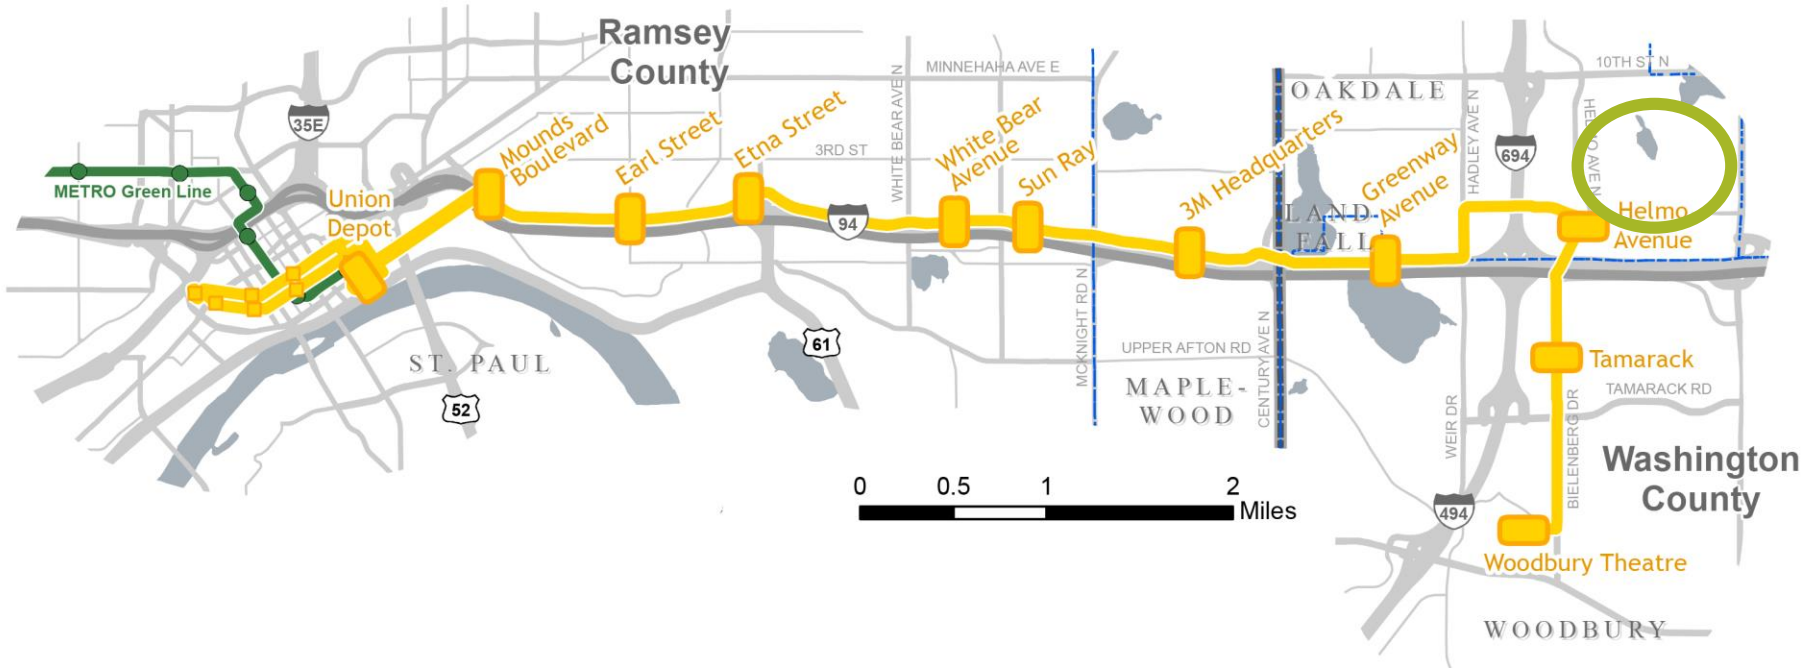 Ramsey
County
35E
METRO Green Line
Union
Depot
Mounds
Boulevard
Earl Street
Etna Street
3RD ST
MINNEHAHA AVE E
WHITE BEAR AVE N
94
White Bear
Avenue
Sun Ray
MCKNIGHT RD N
3M Headquarters
OAKDALE
LAND
FALL
Greenway
Avenue
HADLEY AVE N
694
10TH ST N
HELMO AVE N
Helmo
Avenue
ST. PAUL
52
61
UPPER AFTON RD
MAPLE-
WOOD
CENTURY AVE N
WEIR DR
Tamarack
TAMARACK RD
BIELENBERG DR
Washington
County
494
Woodbury Theatre
WOODBURY
0 0.5 1 2
Miles